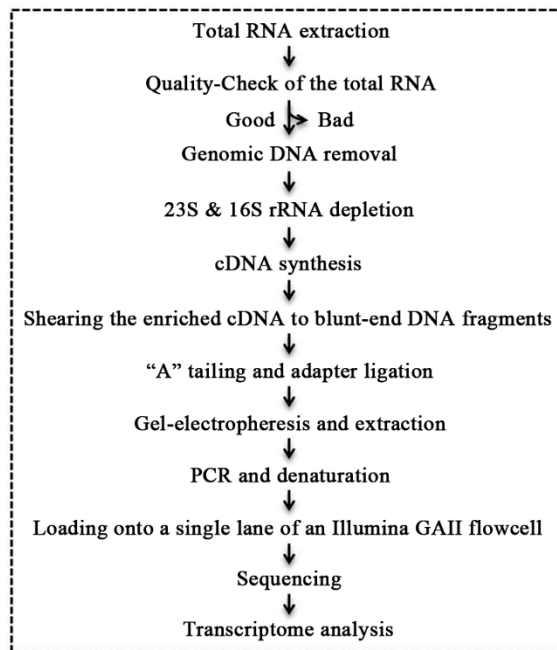 Total RNA extraction
Quality-Check of the total RNA
Good Bad
Genomic DNA removal
23S & 16S rRNA depletion
cDNA synthesis
Shearing the enriched cDNA to blunt-end DNA fragments
“A” tailing and adapter ligation
Gel-electropheresis and extraction
PCR and denaturation
Loading onto a single lane of an Illumina GAII flowcell
Sequencing
Transcriptome analysis